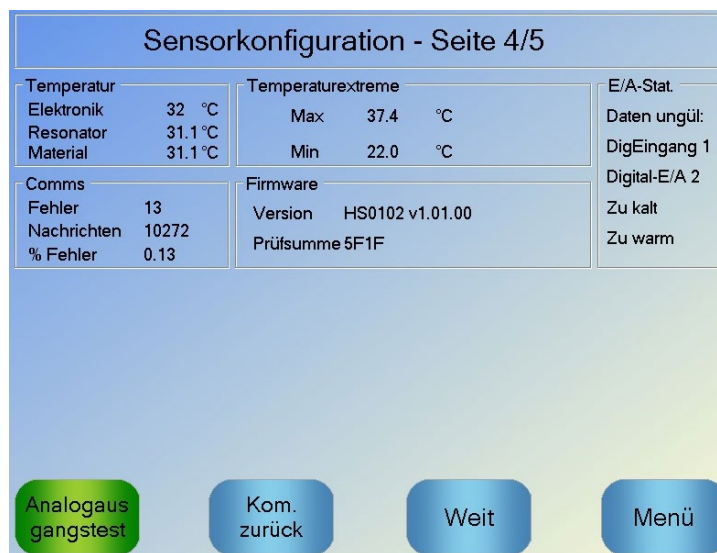 Sensorkonfiguration - Seite 4/5
Temperatur
Elektronik 32 °C
Resonator 31.1°C
Material 31.1°C
Temperaturextreme
Max 37.4 °C
Min 22.0 °C
E/A-Stat.
Daten ungül:
DigEingang 1
Digital-E/A 2
Zu kalt
Zu warm
Comms
Fehler 13
Nachrichten 10272
% Fehler 0.13
Firmware
Version HS0102 v1.01.00
Prüfsumme 5F1F
Analogaus
gangstest
Kom.
zurück
Weit
Menü